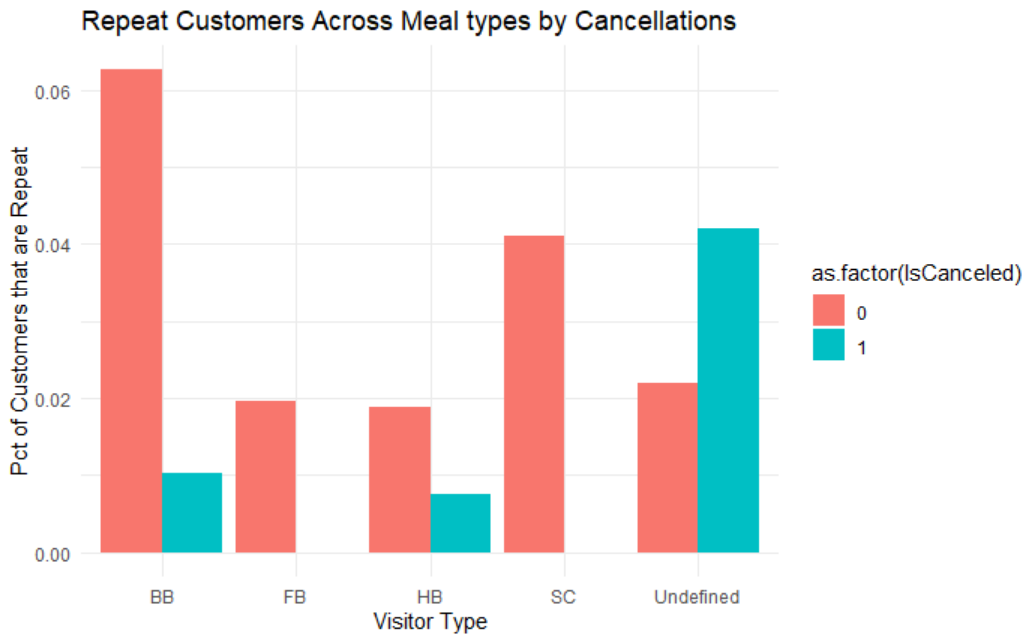 Repeat Customers Across Meal types by Cancellations
Pct of Customers that are Repeat
0.06
0.04
0.02
0.00
BB
FB
HB
SC
Undefined
Visitor Type
as.factor(IsCanceled)
0
1